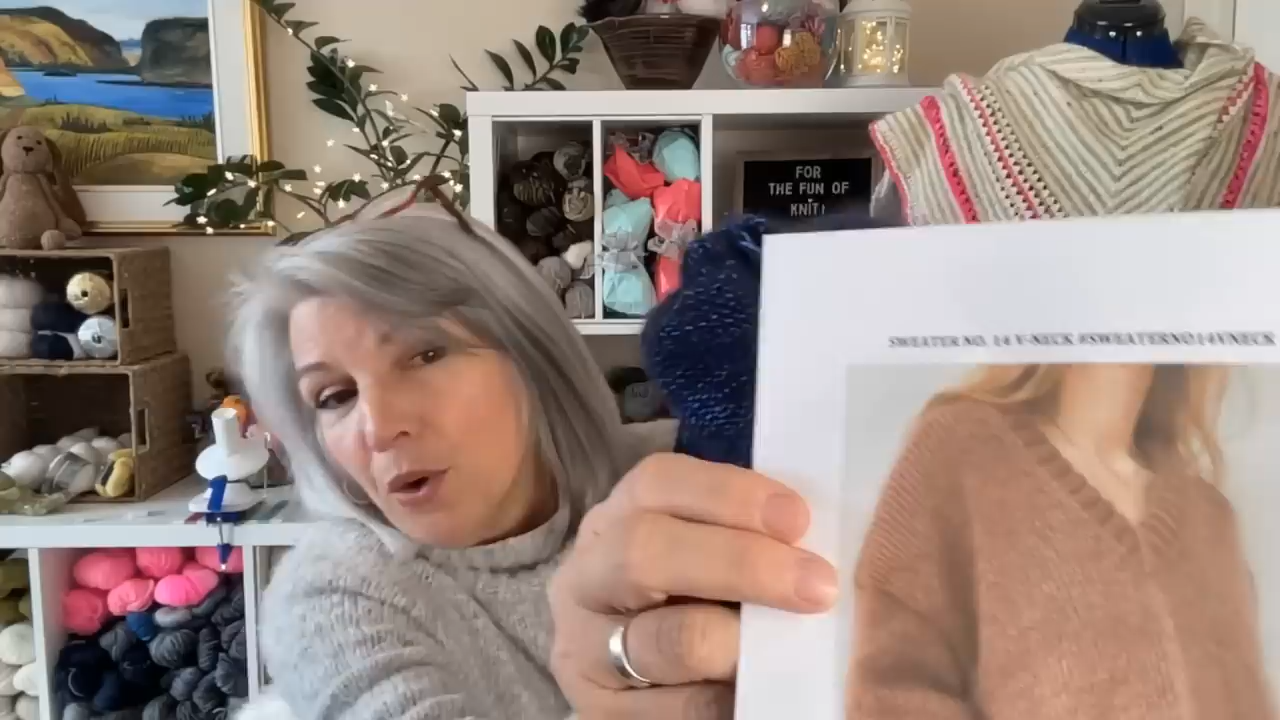 FOR
THE FUN OF
KNIT
SWEATER NO. 14 V-NECK #SWEATERNO14VNECK